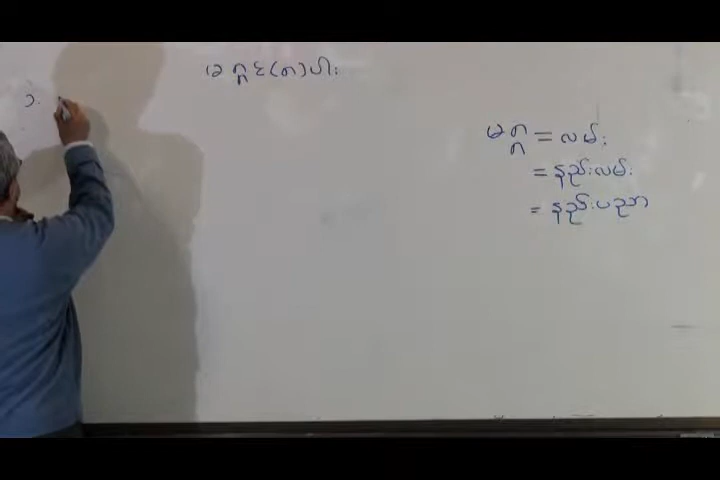 မဂ္ဂင်(၈)ပါး
၁.
မဂ္ဂ = လမ်း
= နည်းလမ်း
= နည်းပညာ